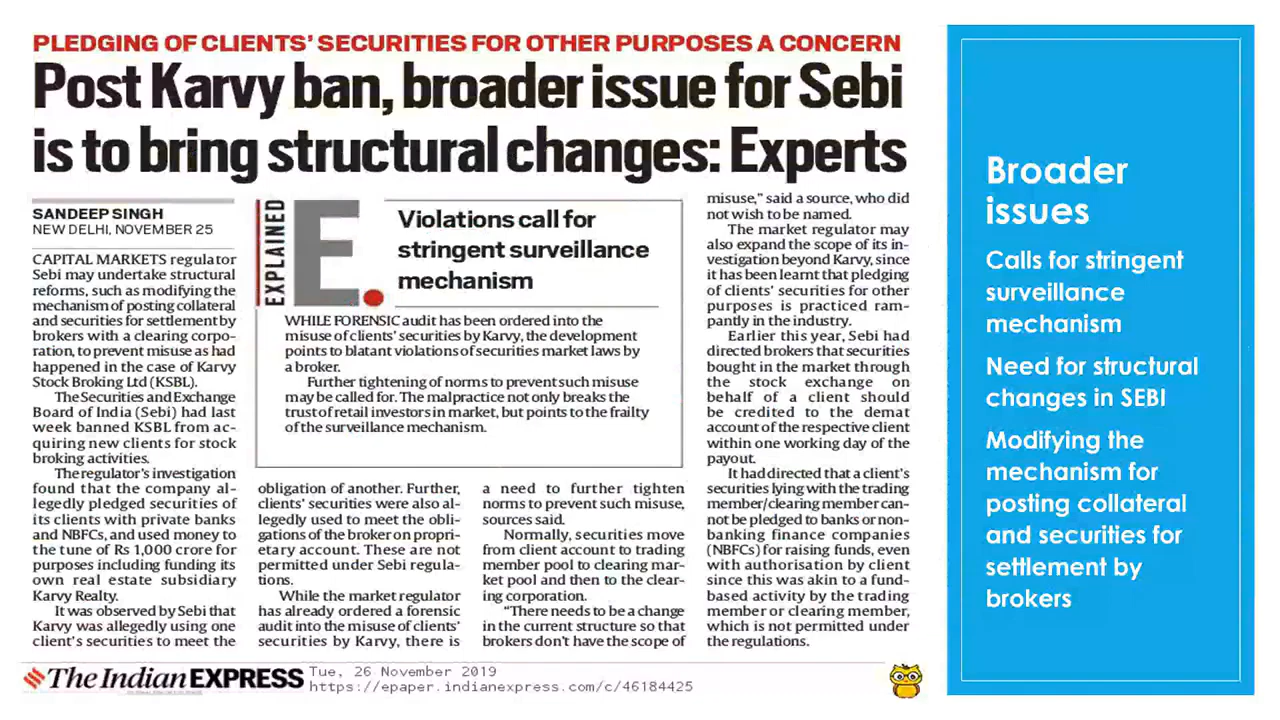 PLEDGING OF CLIENTS' SECURITIES FOR OTHER PURPOSES A CONCERN
Post Karvy ban, broader issue for Sebi
is to bring structural changes: Experts
SANDEEP SINGH
NEW DELHI, NOVEMBER 25
CAPITAL MARKETS regulator
Sebi may undertake structural
reforms, such as modifying the
mechanism of posting collateral
and securities for settlement by
brokers with a clearing corpo-
ration, to prevent misuse as had
happened in the case of Karvy
Stock Broking Ltd (KSBL).
The Securities and Exchange
Board of India (Sebi) had last
week banned KSBL from ac-
quiring new clients for stock
broking activities.
The regulator's investigation
found that the company al-
legedly pledged securities of
its clients with private banks
and NBFCs, and used money to
the tune of Rs 1,000 crore for
purposes including funding its
own real estate subsidiary
Karvy Realty.
It was observed by Sebi that
Karvy was allegedly using one
client's securities to meet the
EXPLAINED
E.
Violations call for
stringent surveillance
mechanism
WHILE FORENSIC audit has been ordered into the
misuse of clients' securities by Karvy, the development
points to blatant violations of securities market laws by
a broker.
Further tightening of norms to prevent such misuse
may be called for. The malpractice not only breaks the
trust of retail investors in market, but points to the frailty
of the surveillance mechanism.
obligation of another. Further,
clients' securities were also al-
legedly used to meet the obli-
gations of the broker on propri-
etary account. These are not
permitted under Sebi regula-
tions.
While the market regulator
has already ordered a forensic
audit into the misuse of clients'
securities by Karvy, there is
a need to further tighten
norms to prevent such misuse,
sources said.
Normally, securities move
from client account to trading
member pool to clearing mar-
ket pool and then to the clear-
ing corporation.
"There needs to be a change
in the current structure so that
brokers don't have the scope of
misuse," said a source, who did
not wish to be named.
The market regulator may
also expand the scope of its in-
vestigation beyond Karvy, since
it has been learnt that pledging
of clients' securities for other
purposes is practiced ram-
pantly in the industry.
Earlier this year, Sebi had
directed brokers that securities
bought in the market through
the stock exchange on
behalf of a client should
be credited to the demat
account of the respective client
within one working day of the
payout.
It had directed that a client's
securities lying with the trading
member/clearing member can-
not be pledged to banks or non-
banking finance companies
(NBFCs) for raising funds, even
with authorisation by client
since this was akin to a fund-
based activity by the trading
member or clearing member,
which is not permitted under
the regulations.
The Indian EXPRESS
Tue, 26 November 2019
https://epaper.indianexpress.com/c/46184425
Broader
issues
Calls for stringent
surveillance
mechanism
Need for structural
changes in SEBI
Modifying the
mechanism for
posting collateral
and securities for
settlement by
brokers